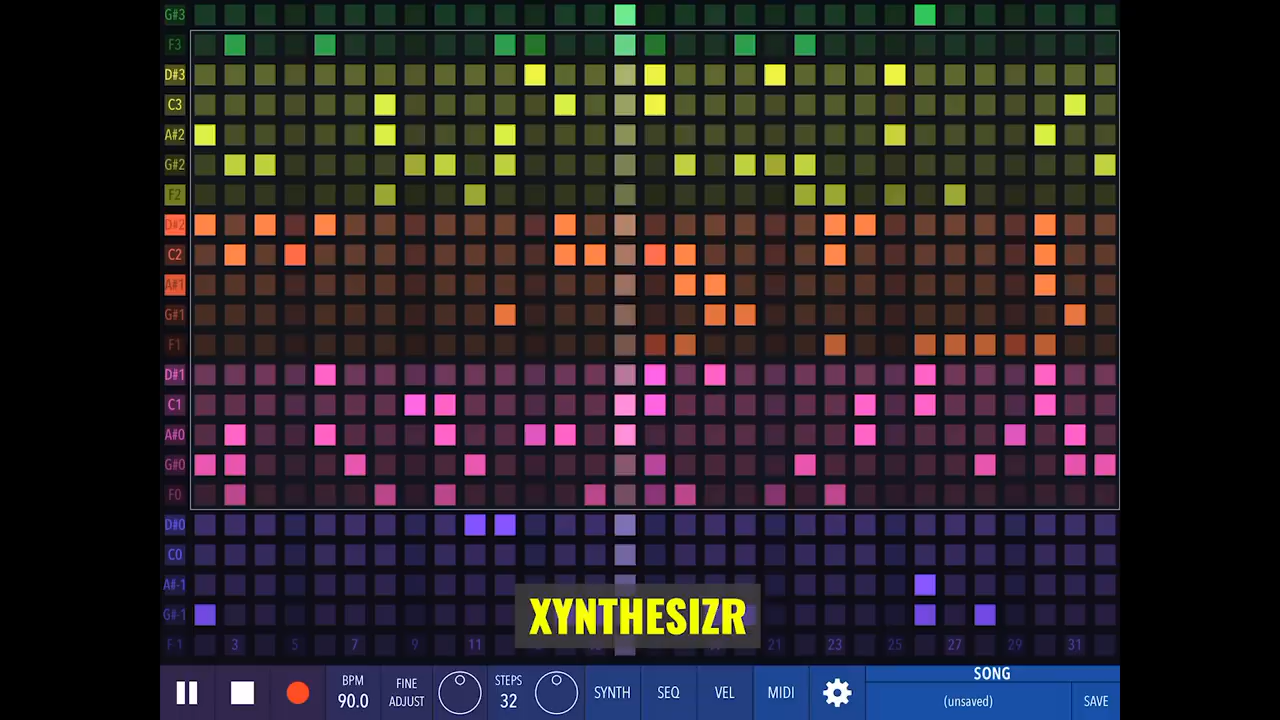 G#3
F3
D#3
C3
A#2
G#2
F2
D#2
C2
A#1
G#1
F1
D#1
C1
A#0
G#0
F0
D#0
C0
A#-1
G#-1
XYNTHESIZR
F-1 3 5 7 9 11 21 23 25 27 29 31
BPM
90.0
FINE
ADJUST
STEPS
32
SYNTH
SEQ
VEL
MIDI
SONG
(unsaved)
SAVE